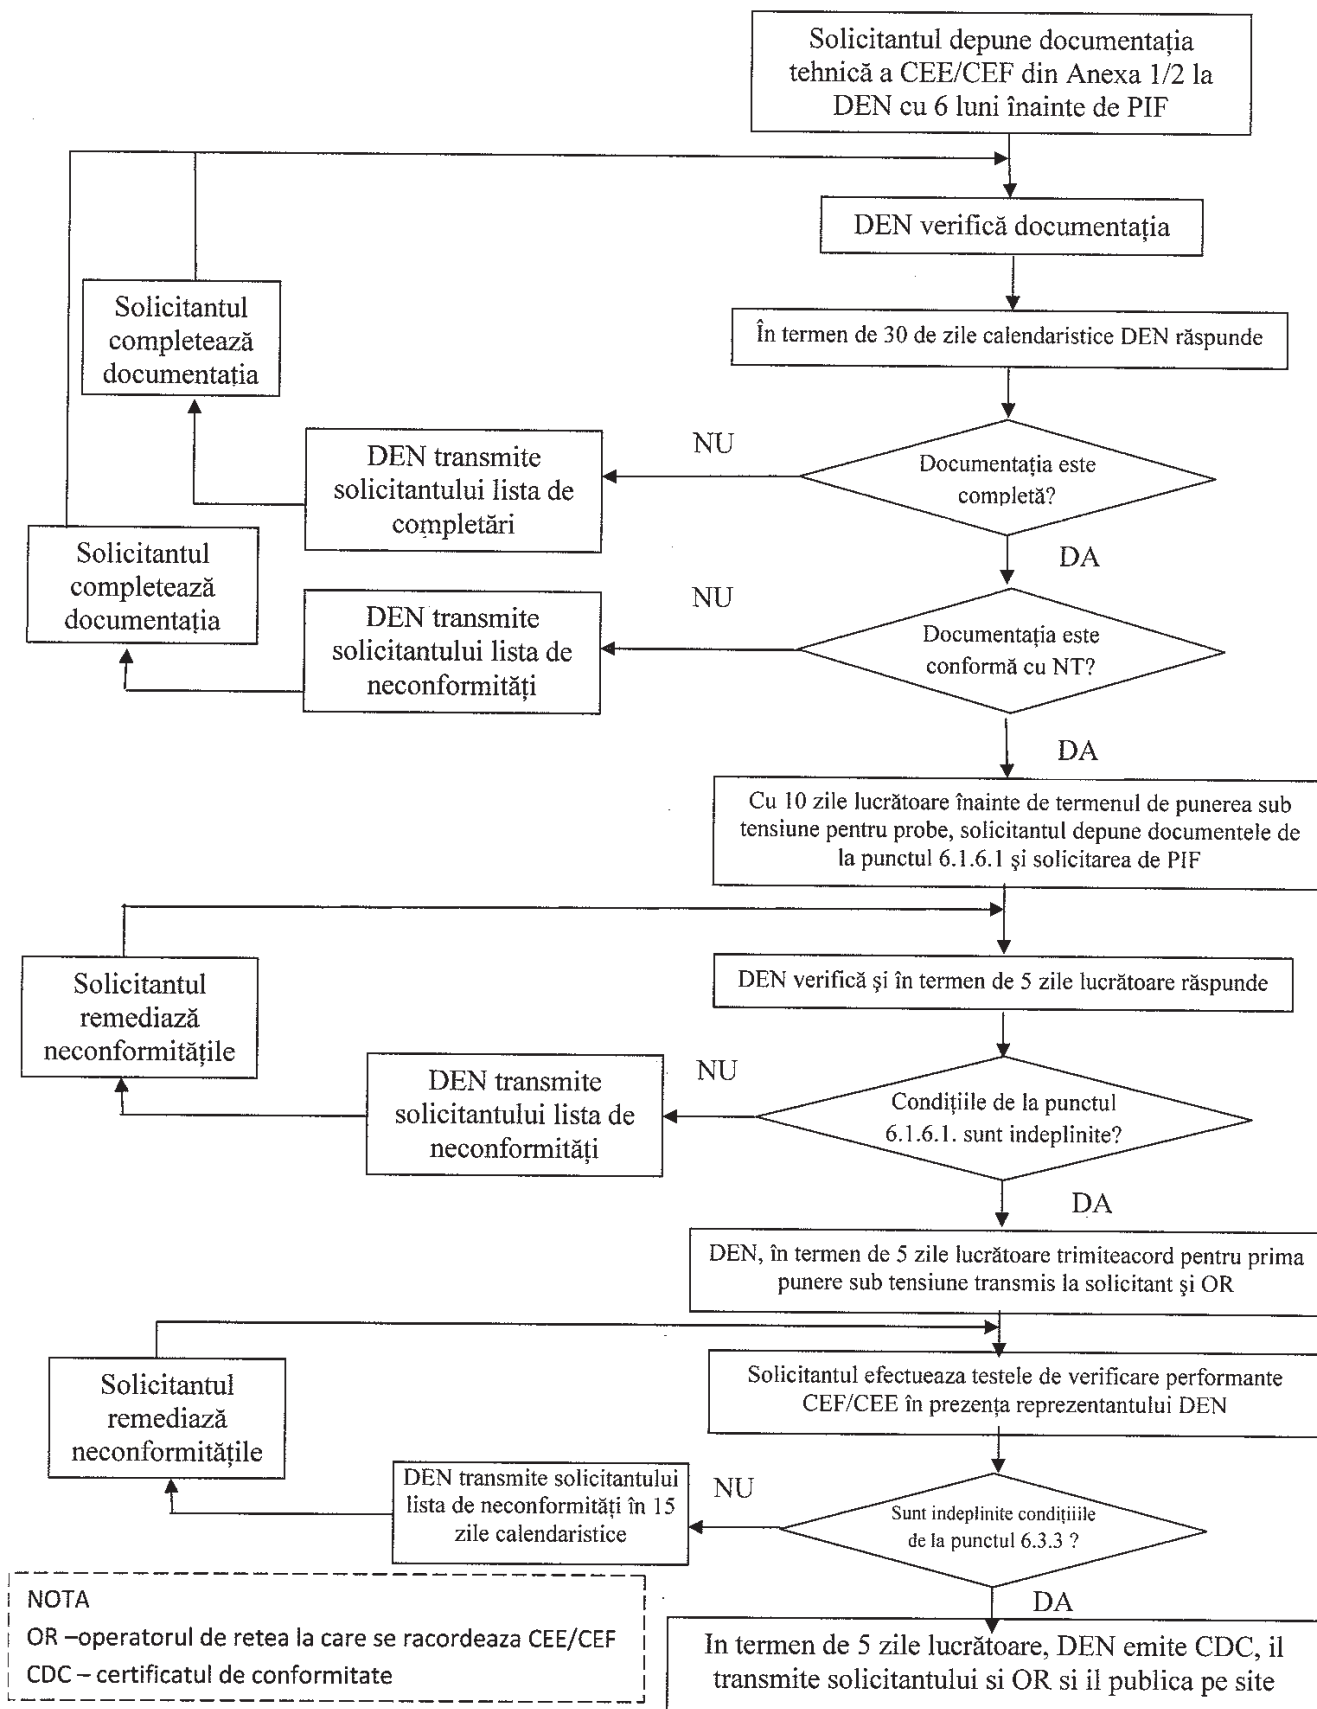 Solicitantul depune documentația
tehnică a CEE/CEF din Anexa 1/2 la
DEN cu 6 luni înainte de PIF
DEN verifică documentația
În termen de 30 de zile calendaristice DEN răspunde
Solicitantul
completează
documentația
Documentația este
completă?
NU
DEN transmite
solicitantului lista de
completări
DA
Solicitantul
completează
documentația
Documentația este
conformă cu NT?
NU
DEN transmite
solicitantului lista de
neconformități
DA
Cu 10 zile lucrătoare înainte de termenul de punerea sub
tensiune pentru probe, solicitantul depune documentele de
la punctul 6.1.6.1 și solicitarea de PIF
DEN verifică și în termen de 5 zile lucrătoare răspunde
Solicitantul
remediază
neconformitățile
Condițiile de la punctul
6.1.6.1. sunt indeplinite?
NU
DEN transmite
solicitantului lista de
neconformități
DA
DEN, în termen de 5 zile lucrătoare trimiteacord pentru prima
punere sub tensiune transmis la solicitant și OR
Solicitantul efectueaza testele de verificare performante
CEF/CEE în prezența reprezentantului DEN
Solicitantul
remediază
neconformitățile
Sunt indeplinite condițiiile
de la punctul 6.3.3 ?
NU
DEN transmite solicitantului
lista de neconformități în 15
zile calendaristice
DA
In termen de 5 zile lucrătoare, DEN emite CDC, il
transmite solicitantului si OR si il publica pe site
NOTA
OR –operatorul de retea la care se racordeaza CEE/CEF
CDC – certificatul de conformitate